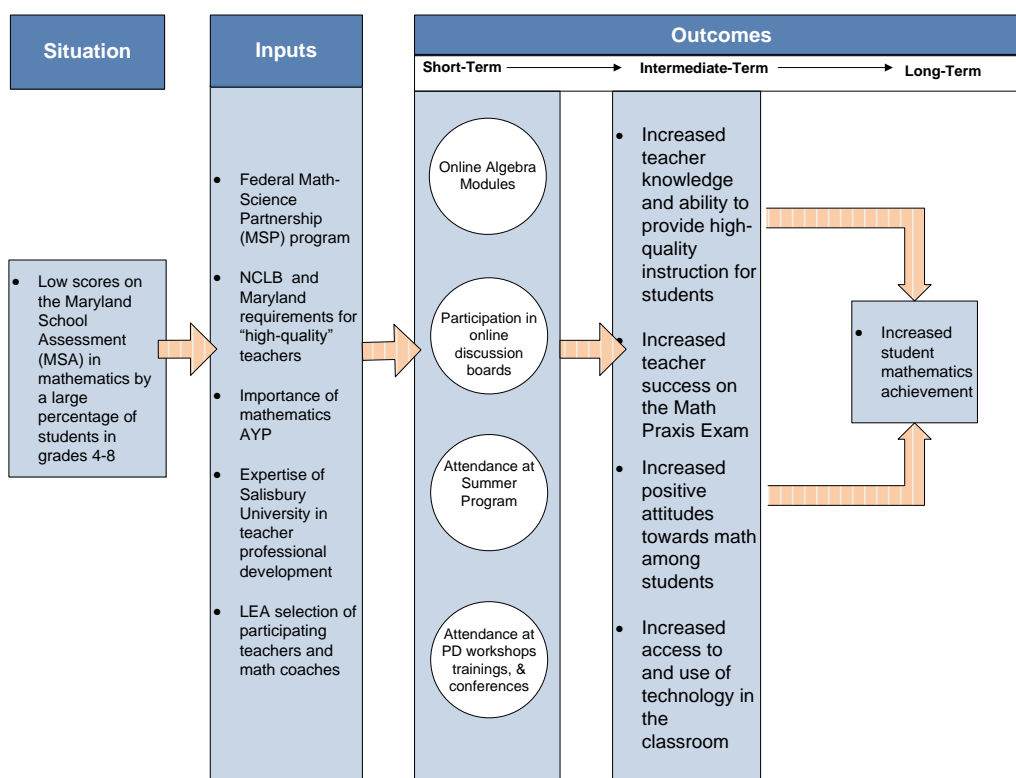 Situation
Inputs
Outcomes
Short-Term
Intermediate-Term
Long-Term
• Low scores on
the Maryland
School
Assessment
(MSA) in
mathematics by
a large
percentage of
students in
grades 4-8
• Federal Math-
Science
Partnership
(MSP) program
• NCLB and
Maryland
requirements for
“high-quality”
teachers
• Importance of
mathematics
AYP
• Expertise of
Salisbury
University in
teacher
professional
development
• LEA selection of
participating
teachers and
math coaches
Online Algebra
Modules
Participation in
online
discussion
boards
Attendance at
Summer
Program
Attendance at
PD workshops
trainings, &
conferences
• Increased
teacher
knowledge
and ability to
provide high-
quality
instruction for
students
• Increased
teacher
success on
the Math
Praxis Exam
• Increased
positive
attitudes
towards math
among
students
• Increased
access to
and use of
technology in
the
classroom
• Increased
student
mathematics
achievement